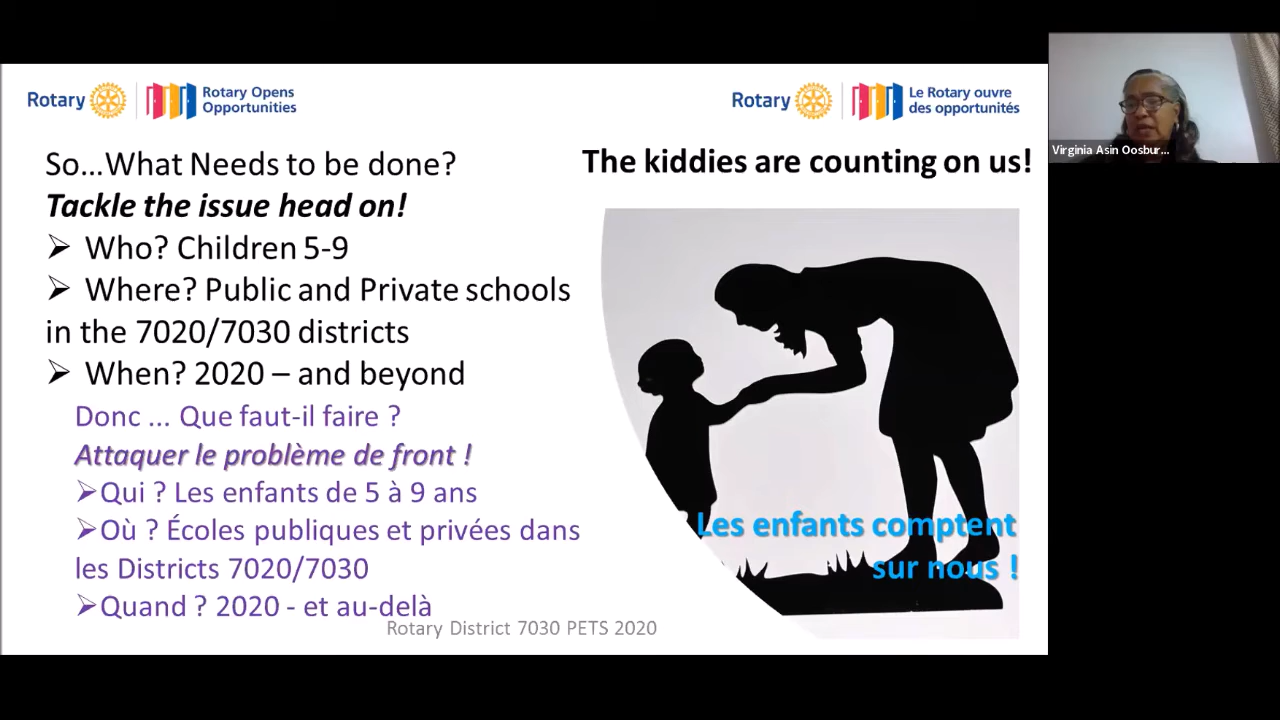 Rotary
Rotary Opens
Opportunities
Rotary
Le Rotary ouvre
des opportunités
So...What Needs to be done?
Tackle the issue head on!
➢ Who? Children 5-9
➢ Where? Public and Private schools
in the 7020/7030 districts
➢ When? 2020 – and beyond
Donc ... Que faut-il faire ?
Attaquer le problème de front !
➢Qui ? Les enfants de 5 à 9 ans
➢Où ? Écoles publiques et privées dans
les Districts 7020/7030
➢Quand ? 2020 - et au-delà
The kiddies are counting on us!
Les enfants comptent
sur nous !
Rotary District 7030 PETS 2020
Virginia Asin Oosbur...